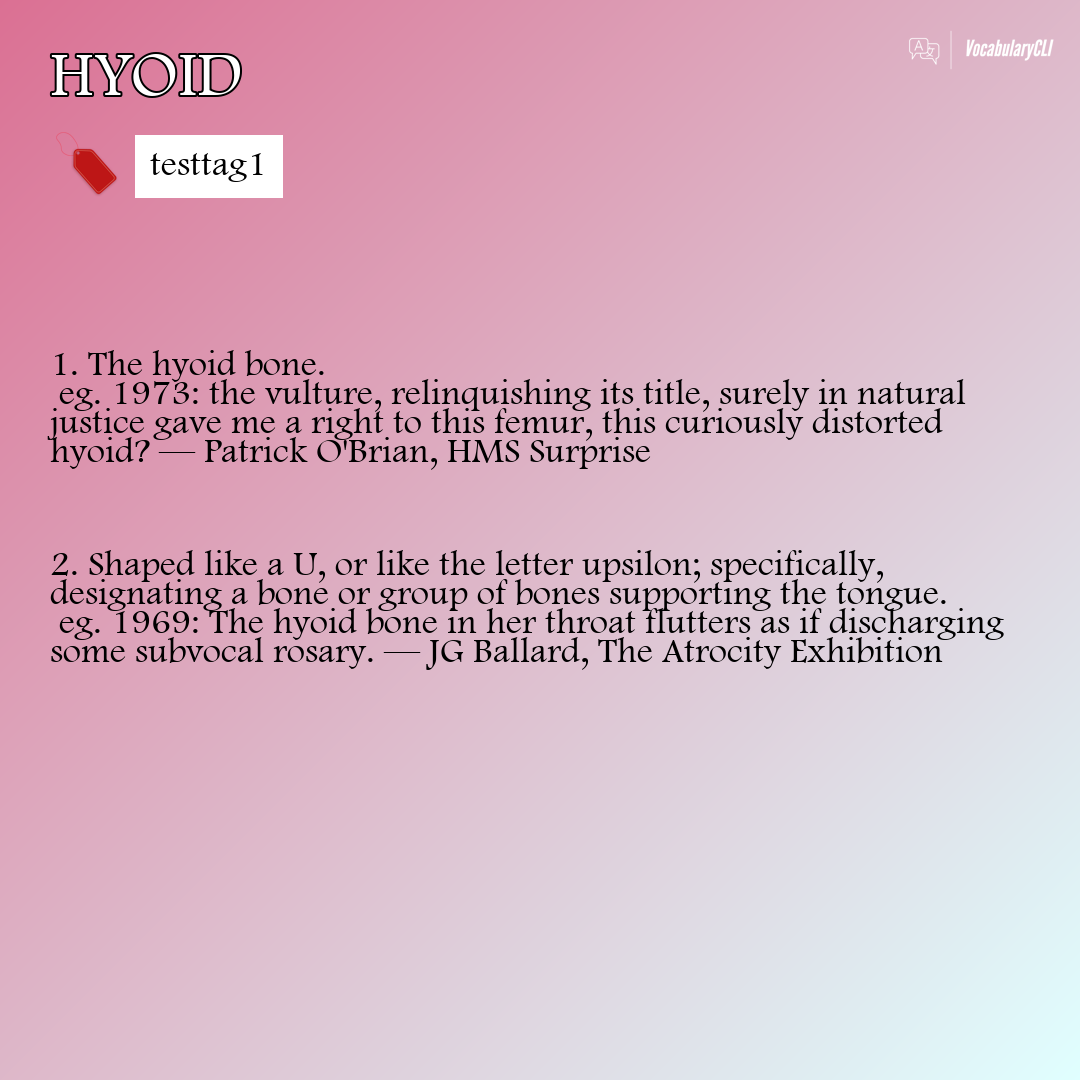 HYOID
VocabularyCLI
testtag1
1. The hyoid bone.
eg. 1973: the vulture, relinquishing its title, surely in natural
justice gave me a right to this femur, this curiously distorted
hyoid? — Patrick O'Brian, HMS Surprise
2. Shaped like a U, or like the letter upsilon; specifically,
designating a bone or group of bones supporting the tongue.
eg. 1969: The hyoid bone in her throat flutters as if discharging
some subvocal rosary. — JG Ballard, The Atrocity Exhibition